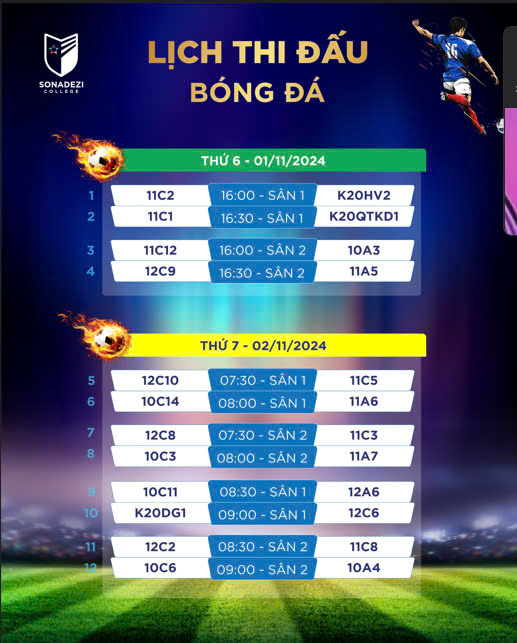 SONADEZI
COLLEGE
LỊCH THI ĐẤU
BÓNG ĐÁ
16
THỨ 6 - 01/11/2024
1 11C2 16:00 - SÂN 1 K20HV2
2 11C1 16:30 - SÂN 1 K20QTKD1
3 11C12 16:00 - SÂN 2 10A3
4 12C9 16:30 - SÂN 2 11A5
THỨ 7 - 02/11/2024
5 12C10 07:30 - SÂN 1 11C5
6 10C14 08:00 - SÂN 1 11A6
7 12C8 07:30 - SÂN 2 11C3
8 10C3 08:00 - SÂN 2 11A7
9 10C11 08:30 - SÂN 1 12A6
10 K20DG1 09:00 - SÂN 1 12C6
11 12C2 08:30 - SÂN 2 11C8
12 10C6 09:00 - SÂN 2 10A4